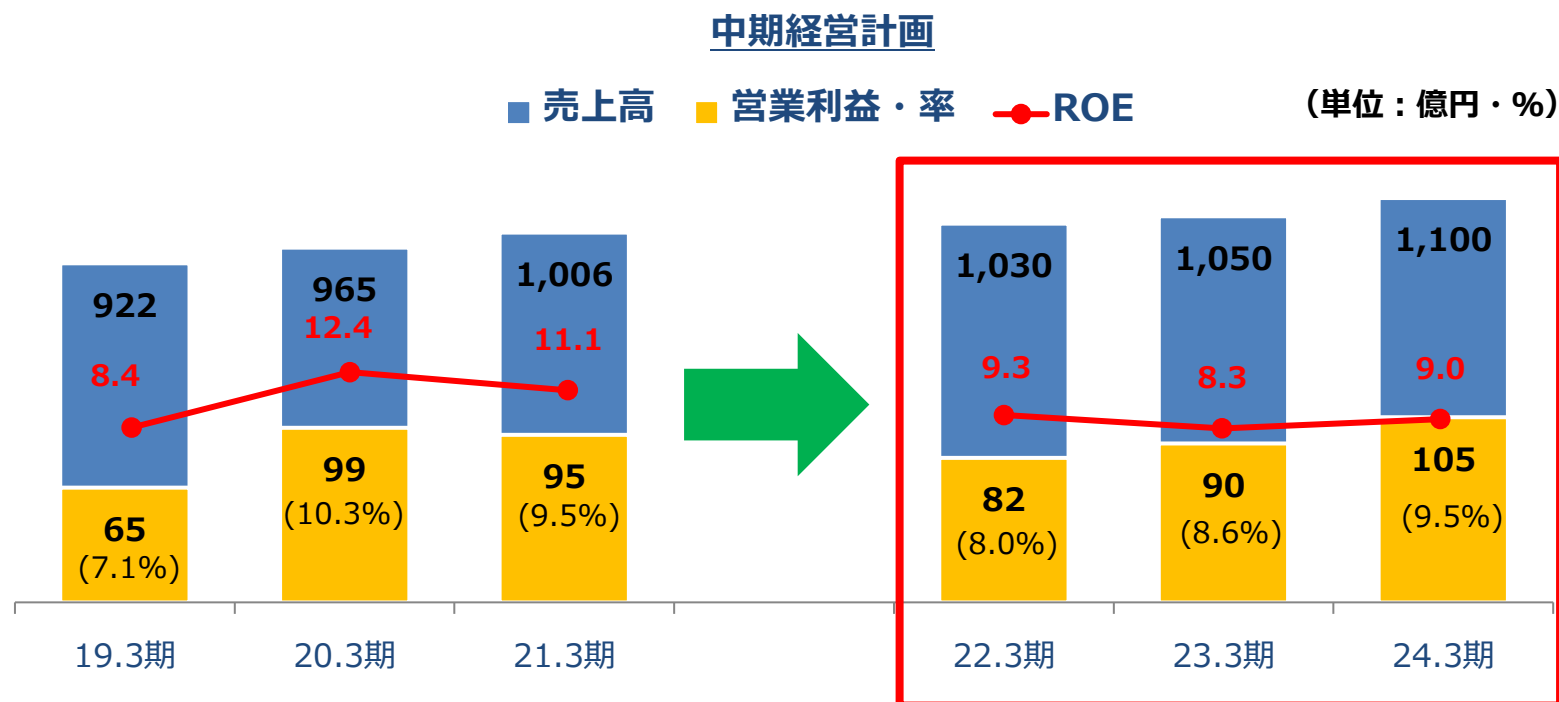 中期経営計画
売上高 営業利益・率 ROE (単位:億円・%)
922 965 1,006 1,030 1,050 1,100
8.4 12.4 11.1 9.3 8.3 9.0
65 99 95 82 90 105
(7.1%) (10.3%) (9.5%) (8.0%) (8.6%) (9.5%)
19.3期 20.3期 21.3期 22.3期 23.3期 24.3期